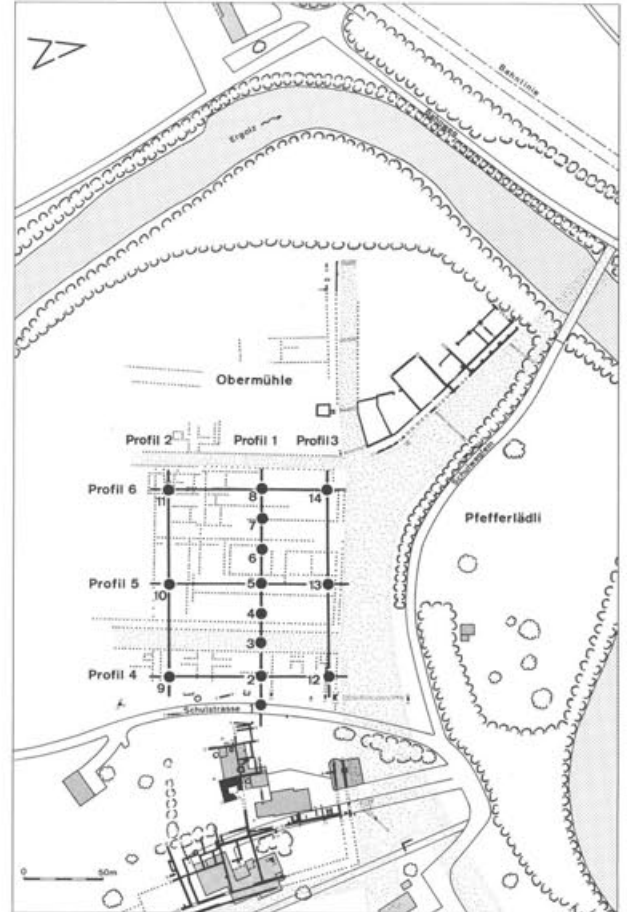 Bahnlinie
Ergolz
Obermühle
Profil 2 Profil 1 Profil 3
Profil 6
11 8 14
7
Pfefferlädli
6
Profil 5
10 5 13
4
3
Profil 4
9 2 12
1
Schulstrasse
0 50m